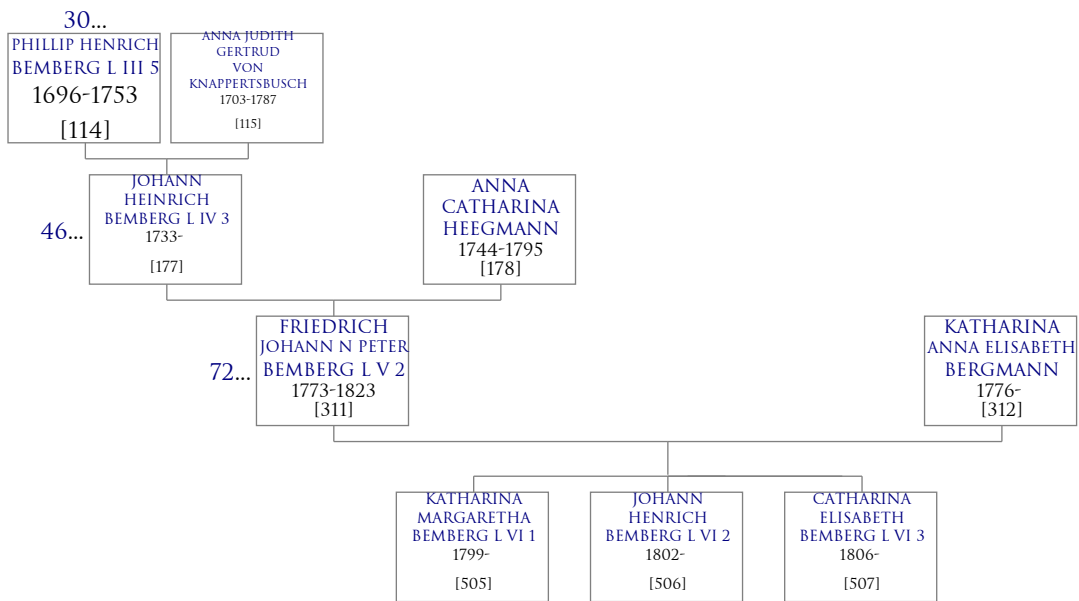 30...
PHILLIP HENRICH
BEMBERG L III 5
1696-1753
[114]
ANNA JUDITH
GERTRUD
VON
KNAPPERTSBUSCH
1703-1787
[115]
46...
JOHANN
HEINRICH
BEMBERG L IV 3
1733-
[177]
ANNA
CATHARINA
HEEGMANN
1744-1795
[178]
72...
FRIEDRICH
JOHANN N PETER
BEMBERG L V 2
1773-1823
[311]
KATHARINA
ANNA ELISABETH
BERGMANN
1776-
[312]
KATHARINA
MARGARETHA
BEMBERG L VI 1
1799-
[505]
JOHANN
HENRICH
BEMBERG L VI 2
1802-
[506]
CATHARINA
ELISABETH
BEMBERG L VI 3
1806-
[507]